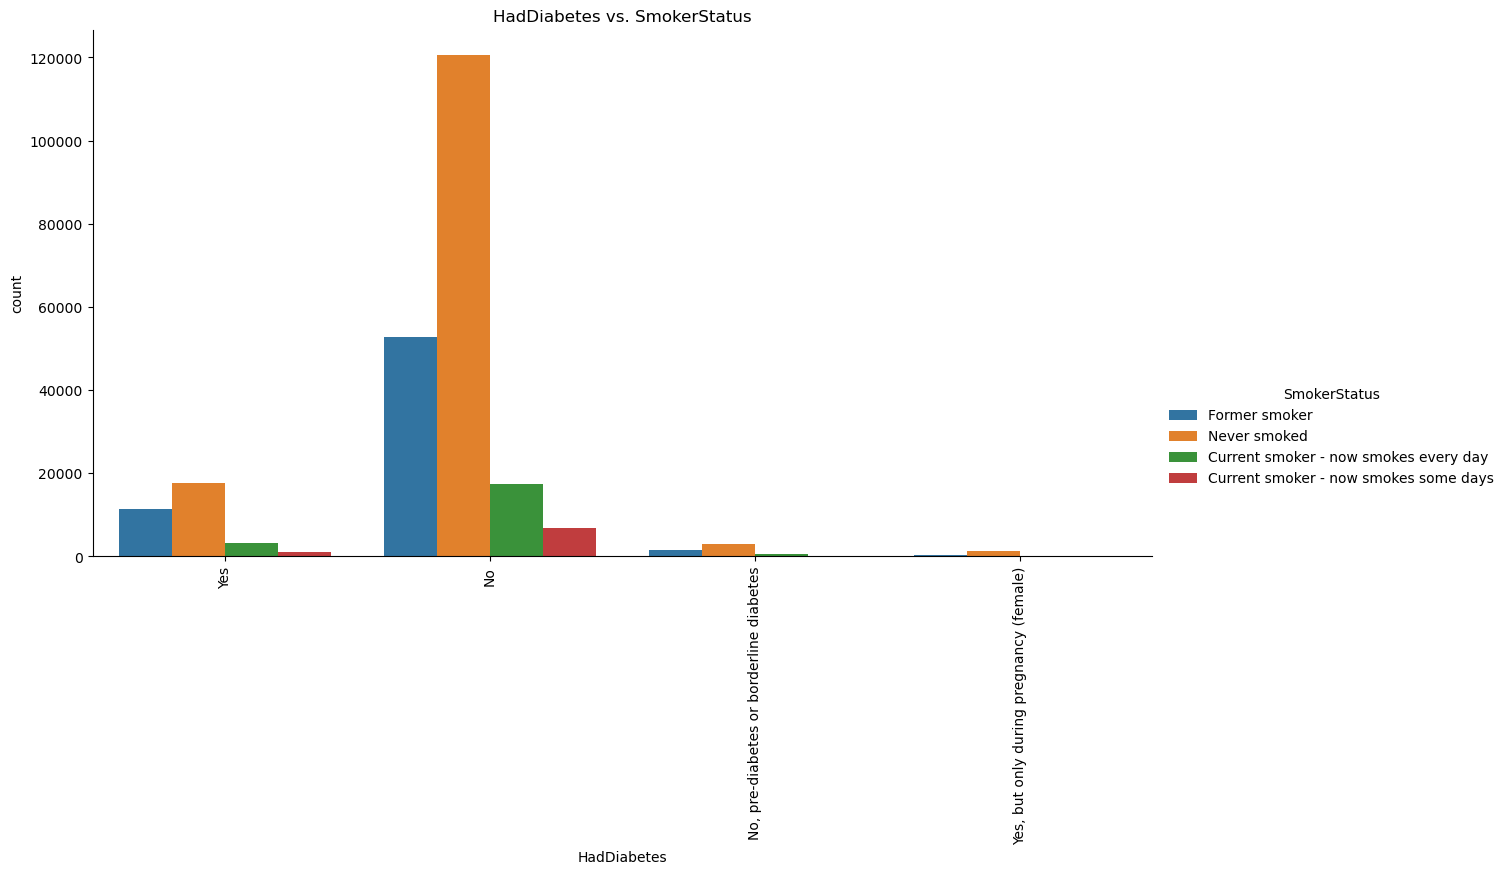 HadDiabetes vs. SmokerStatus
120000
100000
80000
60000
40000
20000
0
count
Yes
No
No, pre-diabetes or borderline diabetes
Yes, but only during pregnancy (female)
HadDiabetes
SmokerStatus
Former smoker
Never smoked
Current smoker - now smokes every day
Current smoker - now smokes some days